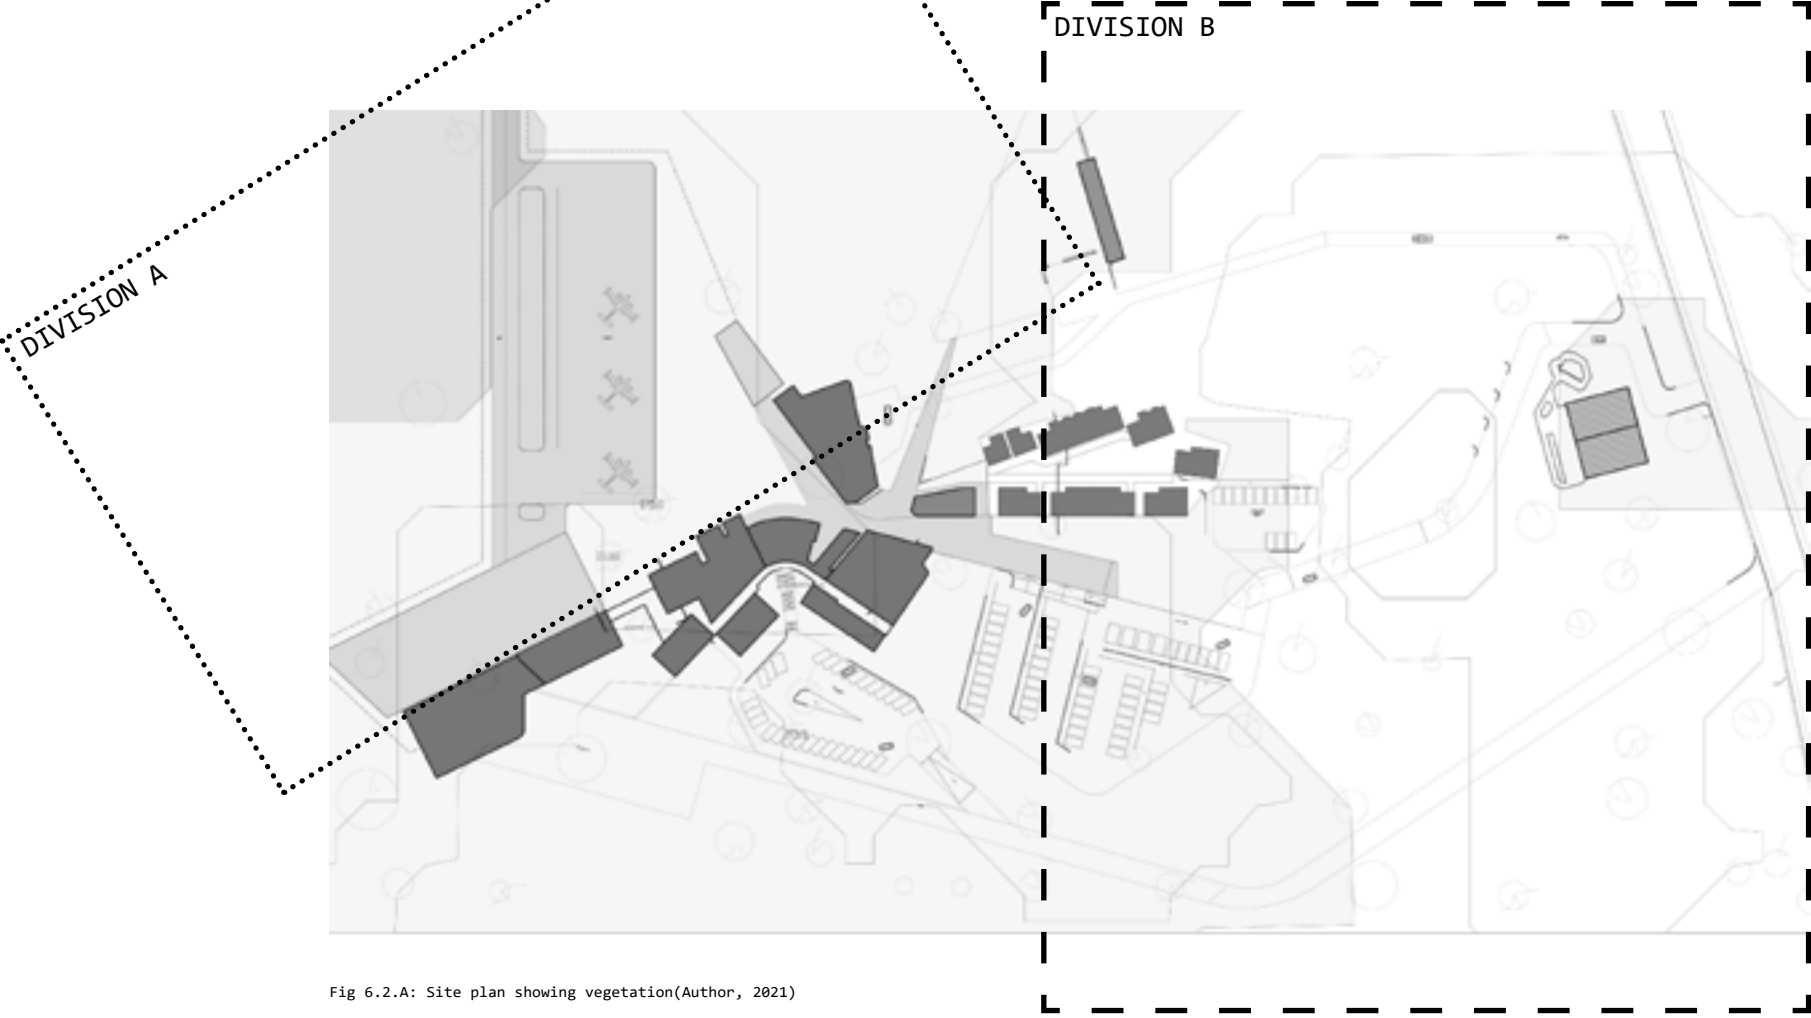 DIVISION B
DIVISION A
Fig 6.2.A: Site plan showing vegetation(Author, 2021)